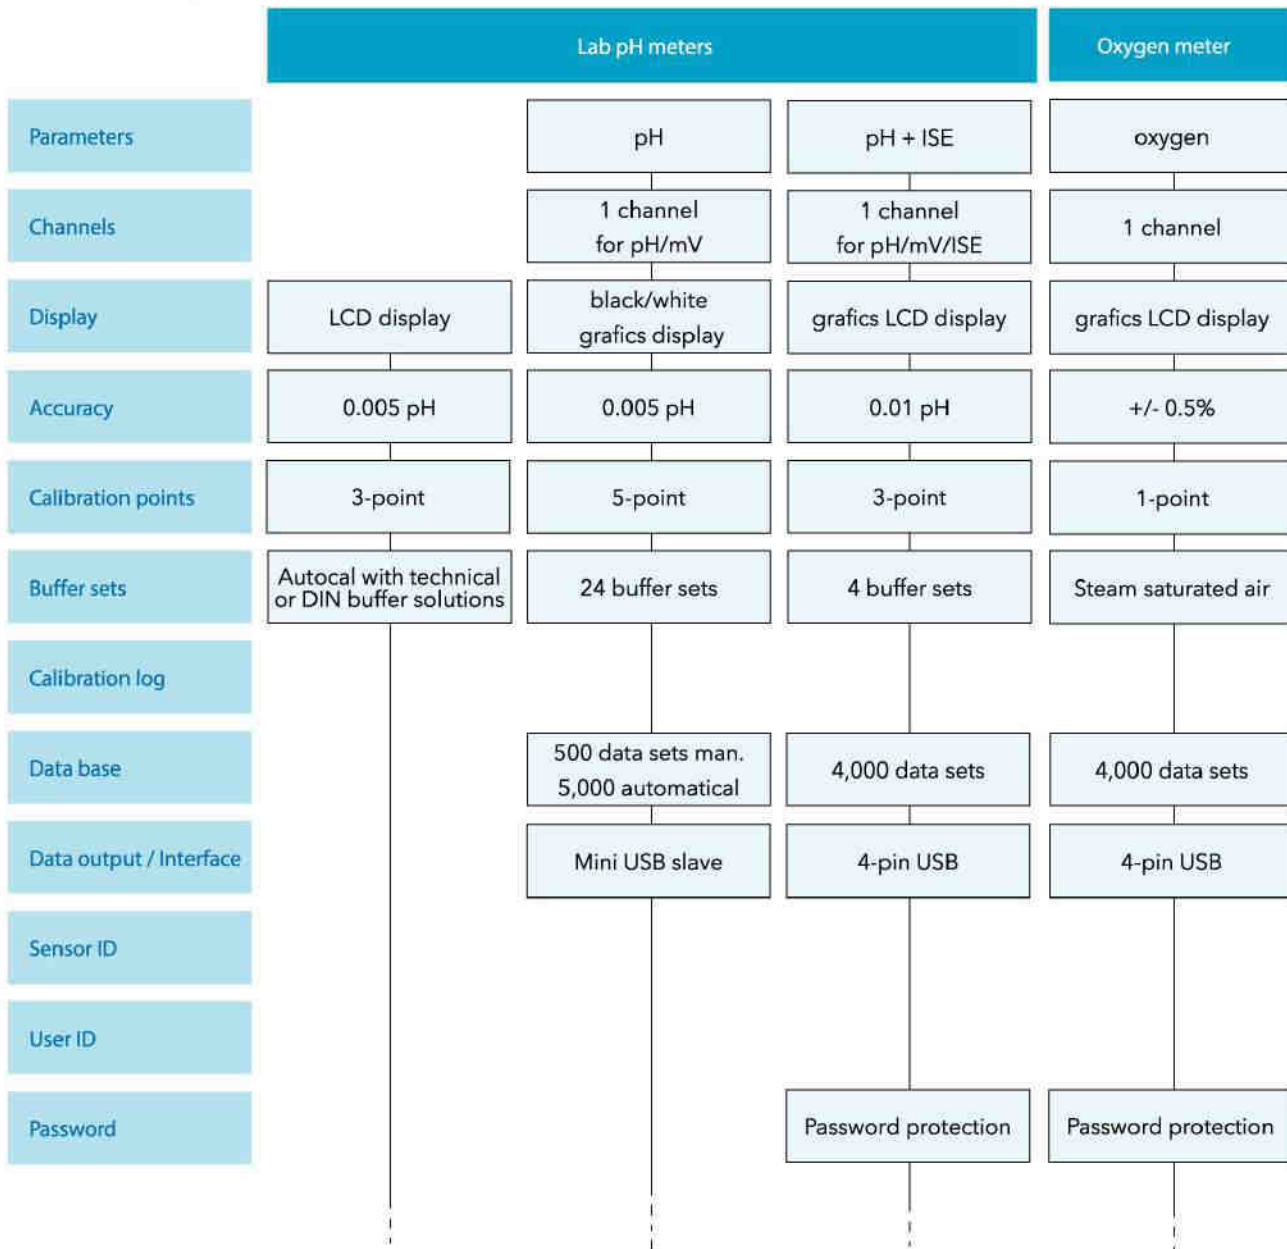 Lab pH meters
Oxygen meter
Parameters
pH
pH + ISE
oxygen
Channels
1 channel
for pH/mV
1 channel
for pH/mV/ISE
1 channel
Display
LCD display
black/white
grafics display
grafics LCD display
grafics LCD display
Accuracy
0.005 pH
0.005 pH
0.01 pH
+/- 0.5%
Calibration points
3-point
5-point
3-point
1-point
Buffer sets
Autocal with technical
or DIN buffer solutions
24 buffer sets
4 buffer sets
Steam saturated air
Calibration log
Data base
500 data sets man.
5,000 automatical
4,000 data sets
4,000 data sets
Data output / Interface
Mini USB slave
4-pin USB
4-pin USB
Sensor ID
User ID
Password
Password protection
Password protection